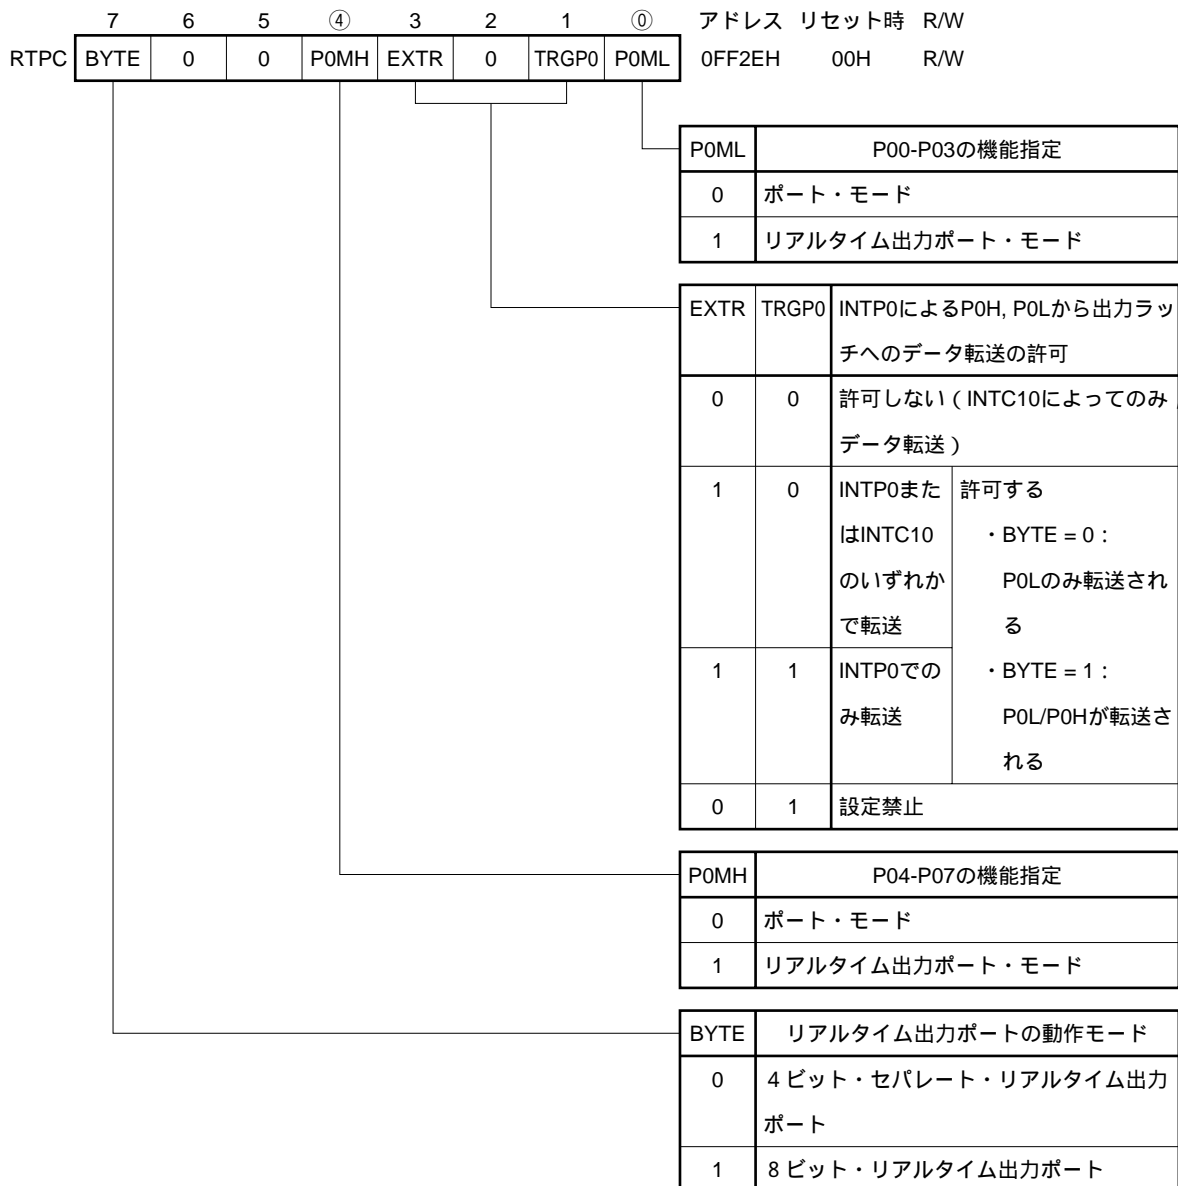 7 6 5 ④ 3 2 1 ⓪ アドレス リセット時 R/W
RTPC BYTE 0 0 P0MH EXTR 0 TRGP0 P0ML 0FF2EH 00H R/W
P0ML P00-P03の機能指定
0 ポート・モード
1 リアルタイム出力ポート・モード
EXTR TRGP0 INTP0によるP0H, P0Lから出力ラッ
チへのデータ転送の許可
0 0 許可しない（INTC10によってのみ，
データ転送）
1 0 INTP0また 許可する
はINTC10 ・BYTE = 0：
のいずれか P0Lのみ転送され
で転送 る
1 1 INTP0での ・BYTE = 1：
み転送 P0L/P0Hが転送さ
れる
0 1 設定禁止
P0MH P04-P07の機能指定
0 ポート・モード
1 リアルタイム出力ポート・モード
BYTE リアルタイム出力ポートの動作モード
0 4ビット・セパレート・リアルタイム出力
ポート
1 8ビット・リアルタイム出力ポート